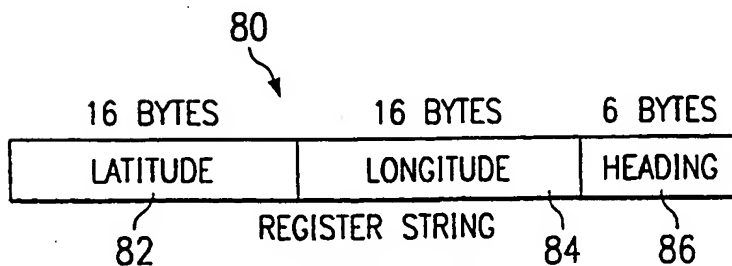 80
16 BYTES 16 BYTES 6 BYTES
LATITUDE LONGITUDE HEADING
82 REGISTER STRING 84 86